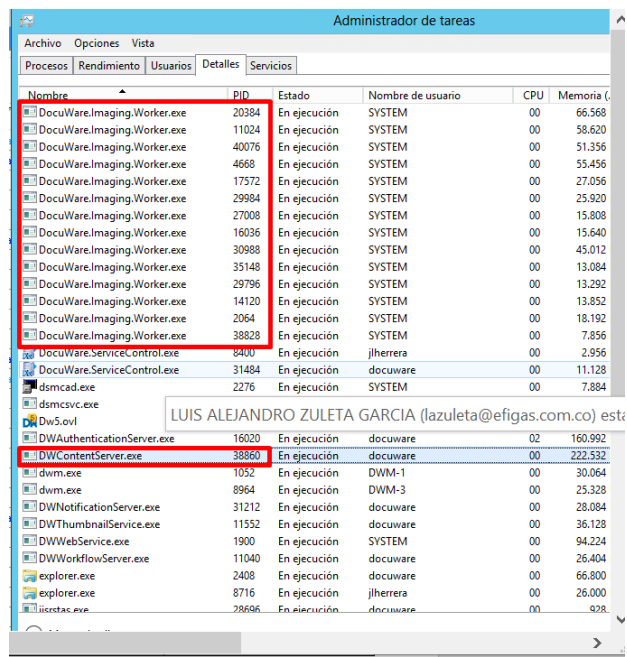 Administrador de tareas
Archivo Opciones Vista
Procesos Rendimiento Usuarios Detalles Servicios
Nombre PID Estado Nombre de usuario CPU Memoria (
DocuWare.Imaging.Worker.exe 20384 En ejecución SYSTEM 00 66.568
DocuWare.Imaging.Worker.exe 11024 En ejecución SYSTEM 00 58.620
DocuWare.Imaging.Worker.exe 40076 En ejecución SYSTEM 00 51.356
DocuWare.Imaging.Worker.exe 4668 En ejecución SYSTEM 00 55.456
DocuWare.Imaging.Worker.exe 17572 En ejecución SYSTEM 00 27.056
DocuWare.Imaging.Worker.exe 29984 En ejecución SYSTEM 00 25.920
DocuWare.Imaging.Worker.exe 27008 En ejecución SYSTEM 00 15.808
DocuWare.Imaging.Worker.exe 16036 En ejecución SYSTEM 00 15.640
DocuWare.Imaging.Worker.exe 30988 En ejecución SYSTEM 00 45.012
DocuWare.Imaging.Worker.exe 35148 En ejecución SYSTEM 00 13.084
DocuWare.Imaging.Worker.exe 29796 En ejecución SYSTEM 00 13.292
DocuWare.Imaging.Worker.exe 14120 En ejecución SYSTEM 00 13.852
DocuWare.Imaging.Worker.exe 2064 En ejecución SYSTEM 00 18.192
DocuWare.Imaging.Worker.exe 38828 En ejecución SYSTEM 00 7.856
DocuWare.ServiceControl.exe 8400 En ejecución jlherrera 00 2.956
DocuWare.ServiceControl.exe 31484 En ejecución docuware 00 11.128
dsmcad.exe 2276 En ejecución SYSTEM 00 7.884
dsmcsvc.exe
LUIS ALEJANDRO ZULETA GARCIA (lazuleta@efigas.com.co) está
Dw5.ovl
DWAuthenticationServer.exe 16020 En ejecución docuware 02 160.992
DWContentServer.exe 38860 En ejecución docuware 00 222.532
dwm.exe 1052 En ejecución DWM-1 00 30.064
dwm.exe 8964 En ejecución DWM-3 00 25.328
DWNotificationServer.exe 31212 En ejecución docuware 00 28.084
DWThumbnailService.exe 11552 En ejecución docuware 00 36.128
DWWebService.exe 1900 En ejecución SYSTEM 00 94.224
DWWorkflowServer.exe 11040 En ejecución docuware 00 26.404
explorer.exe 2408 En ejecución docuware 00 66.800
explorer.exe 8716 En ejecución jlherrera 00 26.000
iisrstas.exe 28696 En ejecución docuware 00 928